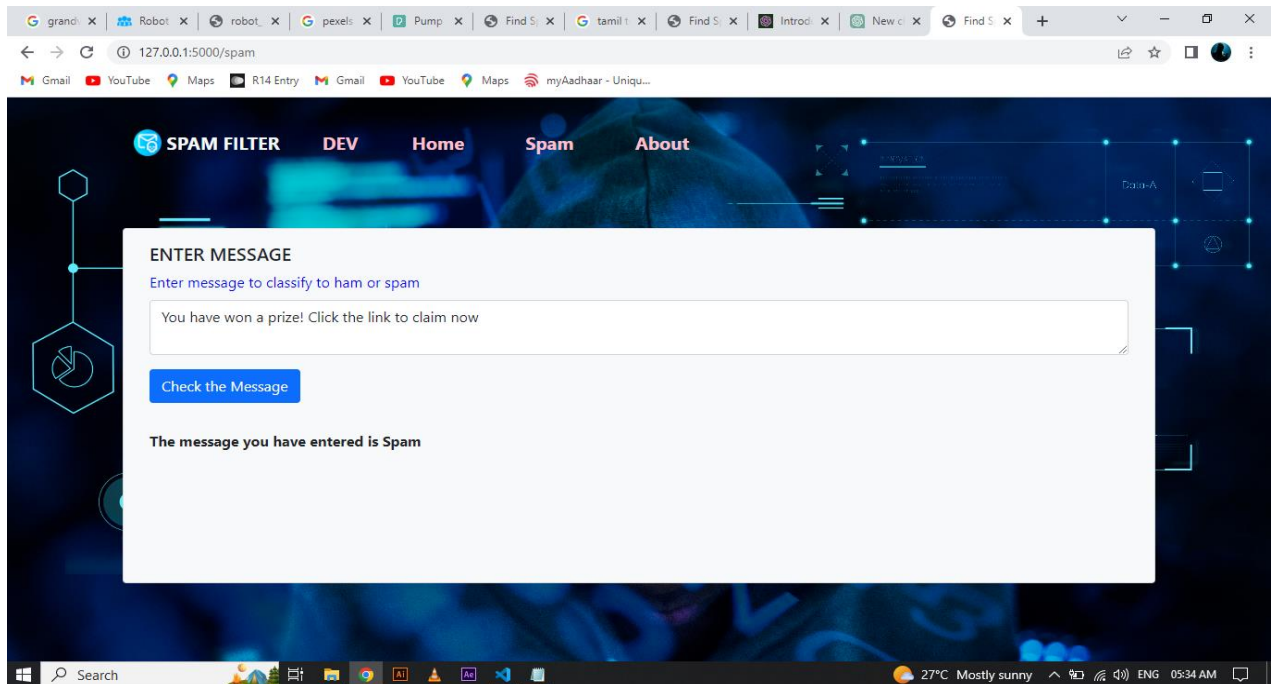 grand Robot robot_ pexels Pump Find S tamil t Find S Introd New c Find S
127.0.0.1:5000/spam
Gmail YouTube Maps R14 Entry Gmail YouTube Maps myAadhaar - Uniqu...
SPAM FILTER DEV Home Spam About
Data-A
ENTER MESSAGE
Enter message to classify to ham or spam
You have won a prize! Click the link to claim now
Check the Message
The message you have entered is Spam
Search Ai Ae 27°C Mostly sunny ENG 05:34 AM